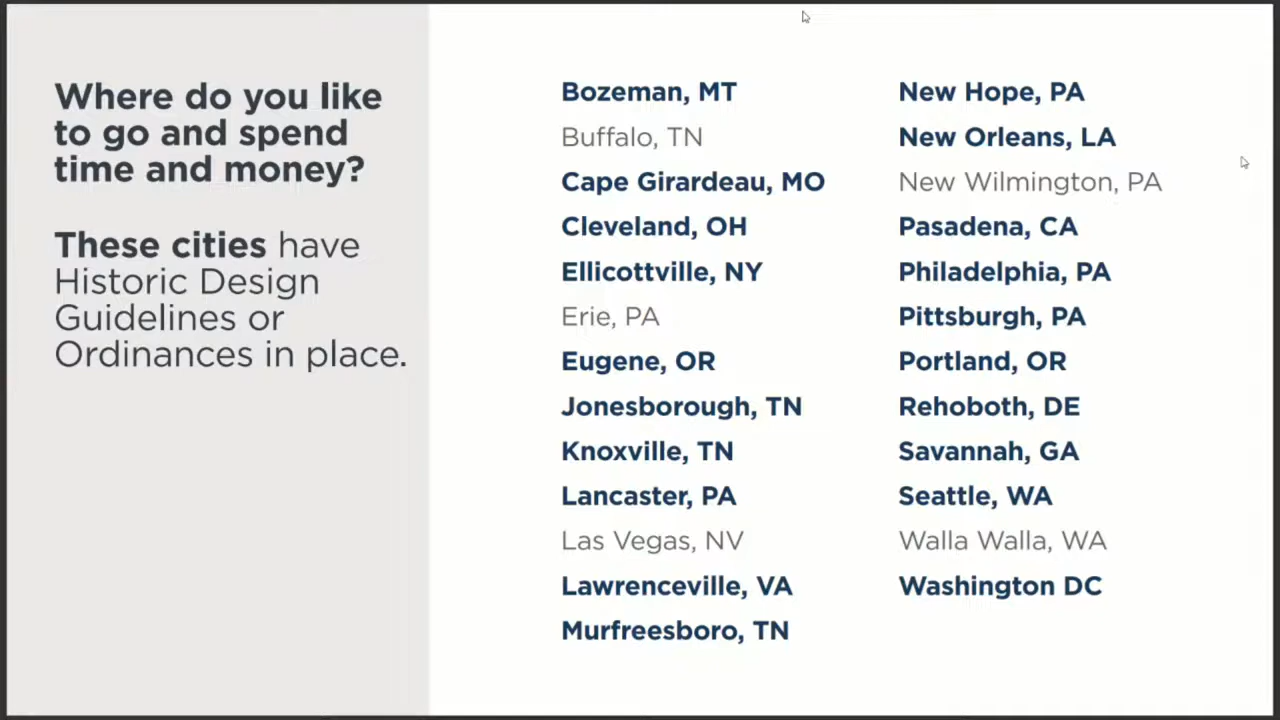 Where do you like
to go and spend
time and money?
These cities have
Historic Design
Guidelines or
Ordinances in place.
Bozeman, MT
Buffalo, TN
Cape Girardeau, MO
Cleveland, OH
Ellicottville, NY
Erie, PA
Eugene, OR
Jonesborough, TN
Knoxville, TN
Lancaster, PA
Las Vegas, NV
Lawrenceville, VA
Murfreesboro, TN
New Hope, PA
New Orleans, LA
New Wilmington, PA
Pasadena, CA
Philadelphia, PA
Pittsburgh, PA
Portland, OR
Rehoboth, DE
Savannah, GA
Seattle, WA
Walla Walla, WA
Washington DC